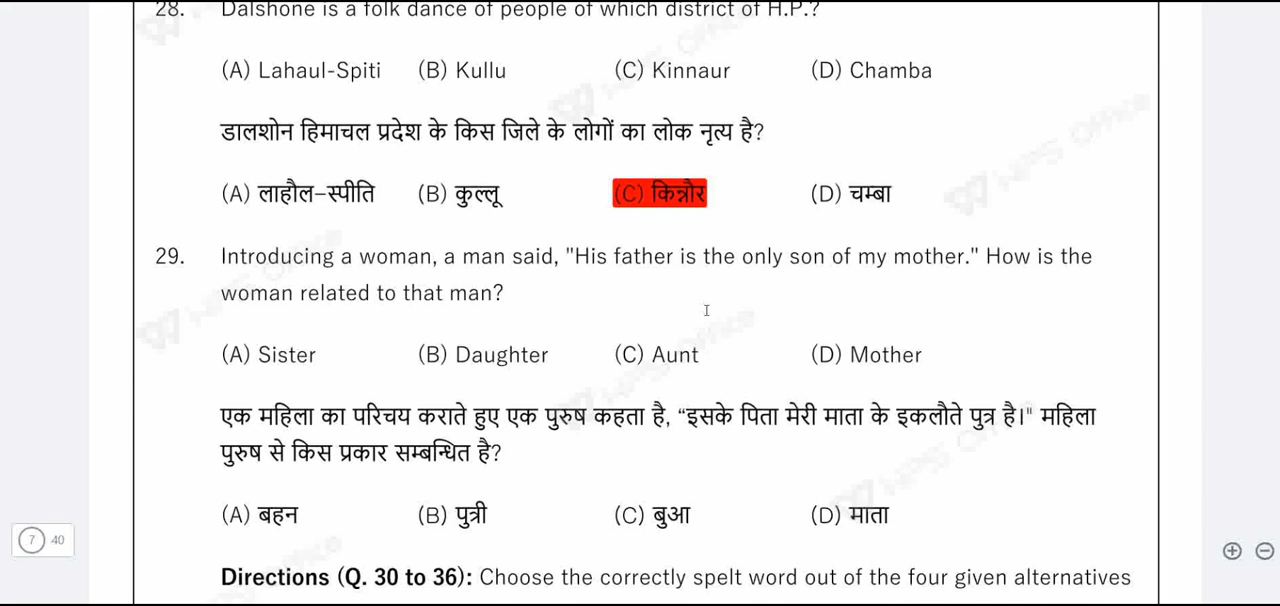 28. Dalshone is a folk dance of people of which district of H.P.?
(A) Lahaul-Spiti (B) Kullu (C) Kinnaur (D) Chamba
डालशोन हिमाचल प्रदेश के किस जिले के लोगों का लोक नृत्य है?
(A) लाहौल-स्पीति (B) कुल्लू (C) किन्नौर (D) चम्बा
29. Introducing a woman, a man said, "His father is the only son of my mother." How is the
woman related to that man?
(A) Sister (B) Daughter (C) Aunt (D) Mother
एक महिला का परिचय कराते हुए एक पुरुष कहता है, “इसके पिता मेरी माता के इकलौते पुत्र है।" महिला
पुरुष से किस प्रकार सम्बन्धित है?
(A) बहन (B) पुत्री (C) बुआ (D) माता
7 40
Directions (Q. 30 to 36): Choose the correctly spelt word out of the four given alternatives